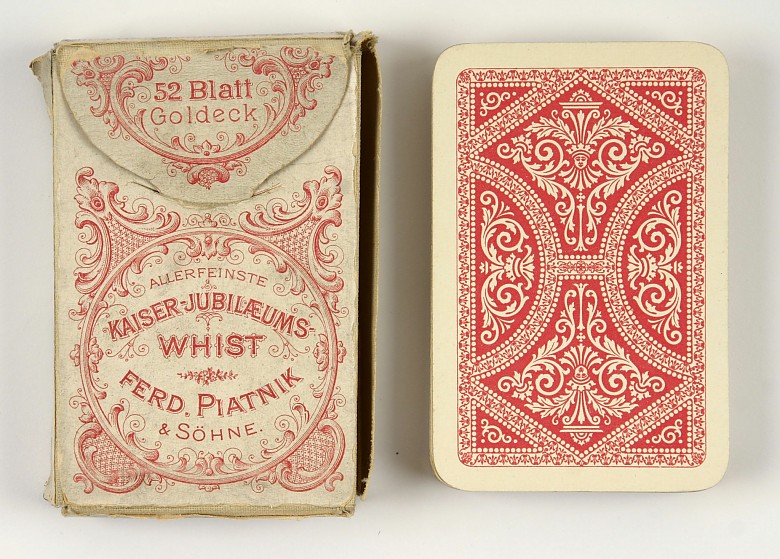 52 Blatt
Goldeck
ALLERFEINSTE
KAISER-JUBILÆUMS-
WHIST
FERD. PIATNIK
& SÖHNE.